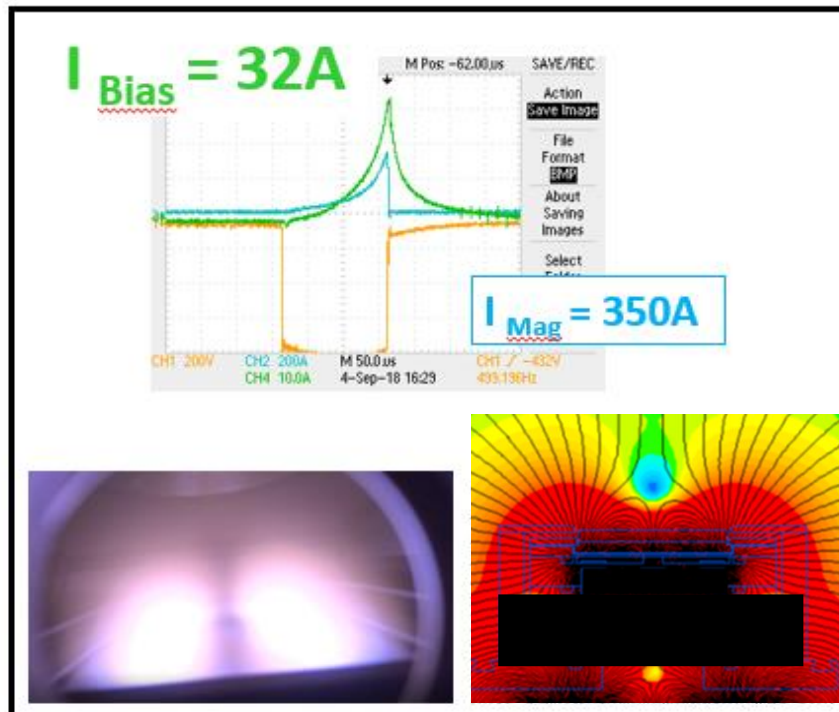 I Bias = 32A
M Pos: -62.00us SAVE/REC
Action
Save Image
File
Format
BMP
About
Saving
Images
Select
I Mag = 350A
CH1 200V CH2 200A M 50.0us CH1 / -432V
CH4 10.0A 4-Sep-18 16:29 499.196Hz